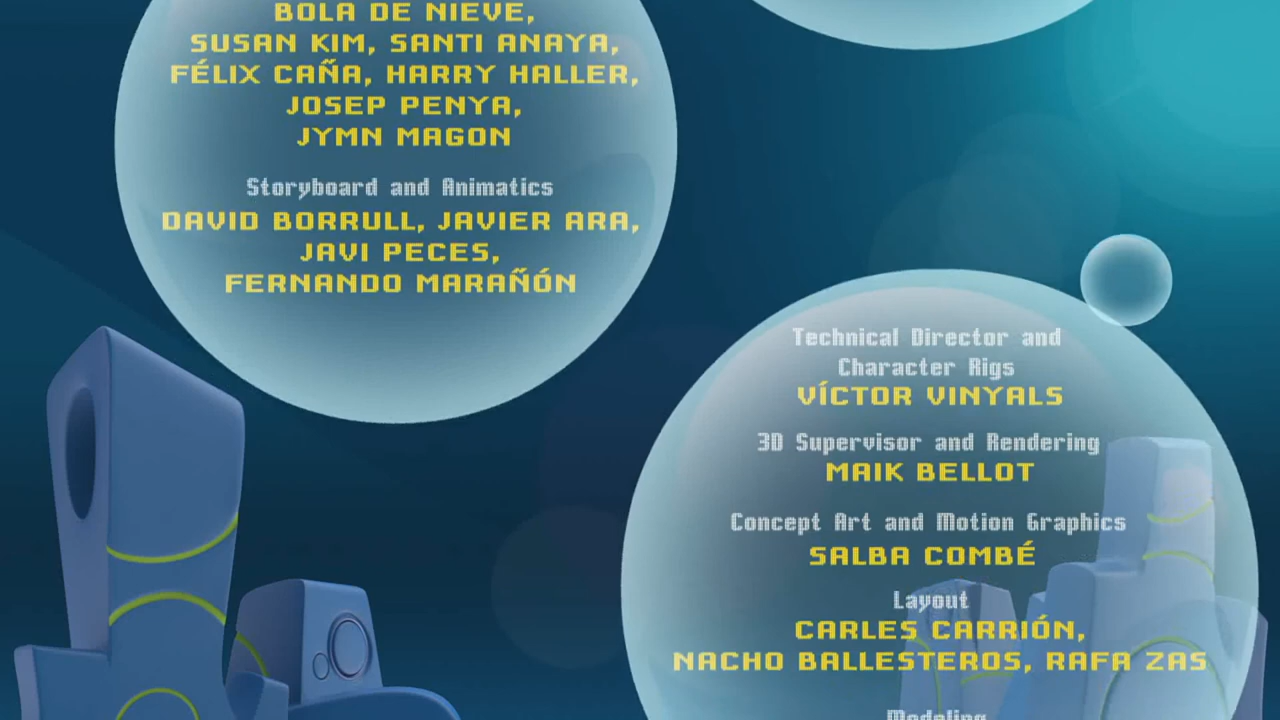 BOLA DE NIEVE,
SUSAN KIM, SANTI ANAYA,
FÉLIX CAÑA, HARRY HALLER,
JOSEP PENYA,
JYMN MAGON
Storyboard and Animatics
DAVID BORRULL, JAVIER ARA,
JAVI PECES,
FERNANDO MARAÑÓN
Technical Director and
Character Rigs
VÍCTOR VINYALS
3D Supervisor and Rendering
MAIK BELLOT
Concept Art and Motion Graphics
SALBA COMBÉ
Layout
CARLES CARRIÓN,
NACHO BALLESTEROS, RAFA ZAS
Modeling